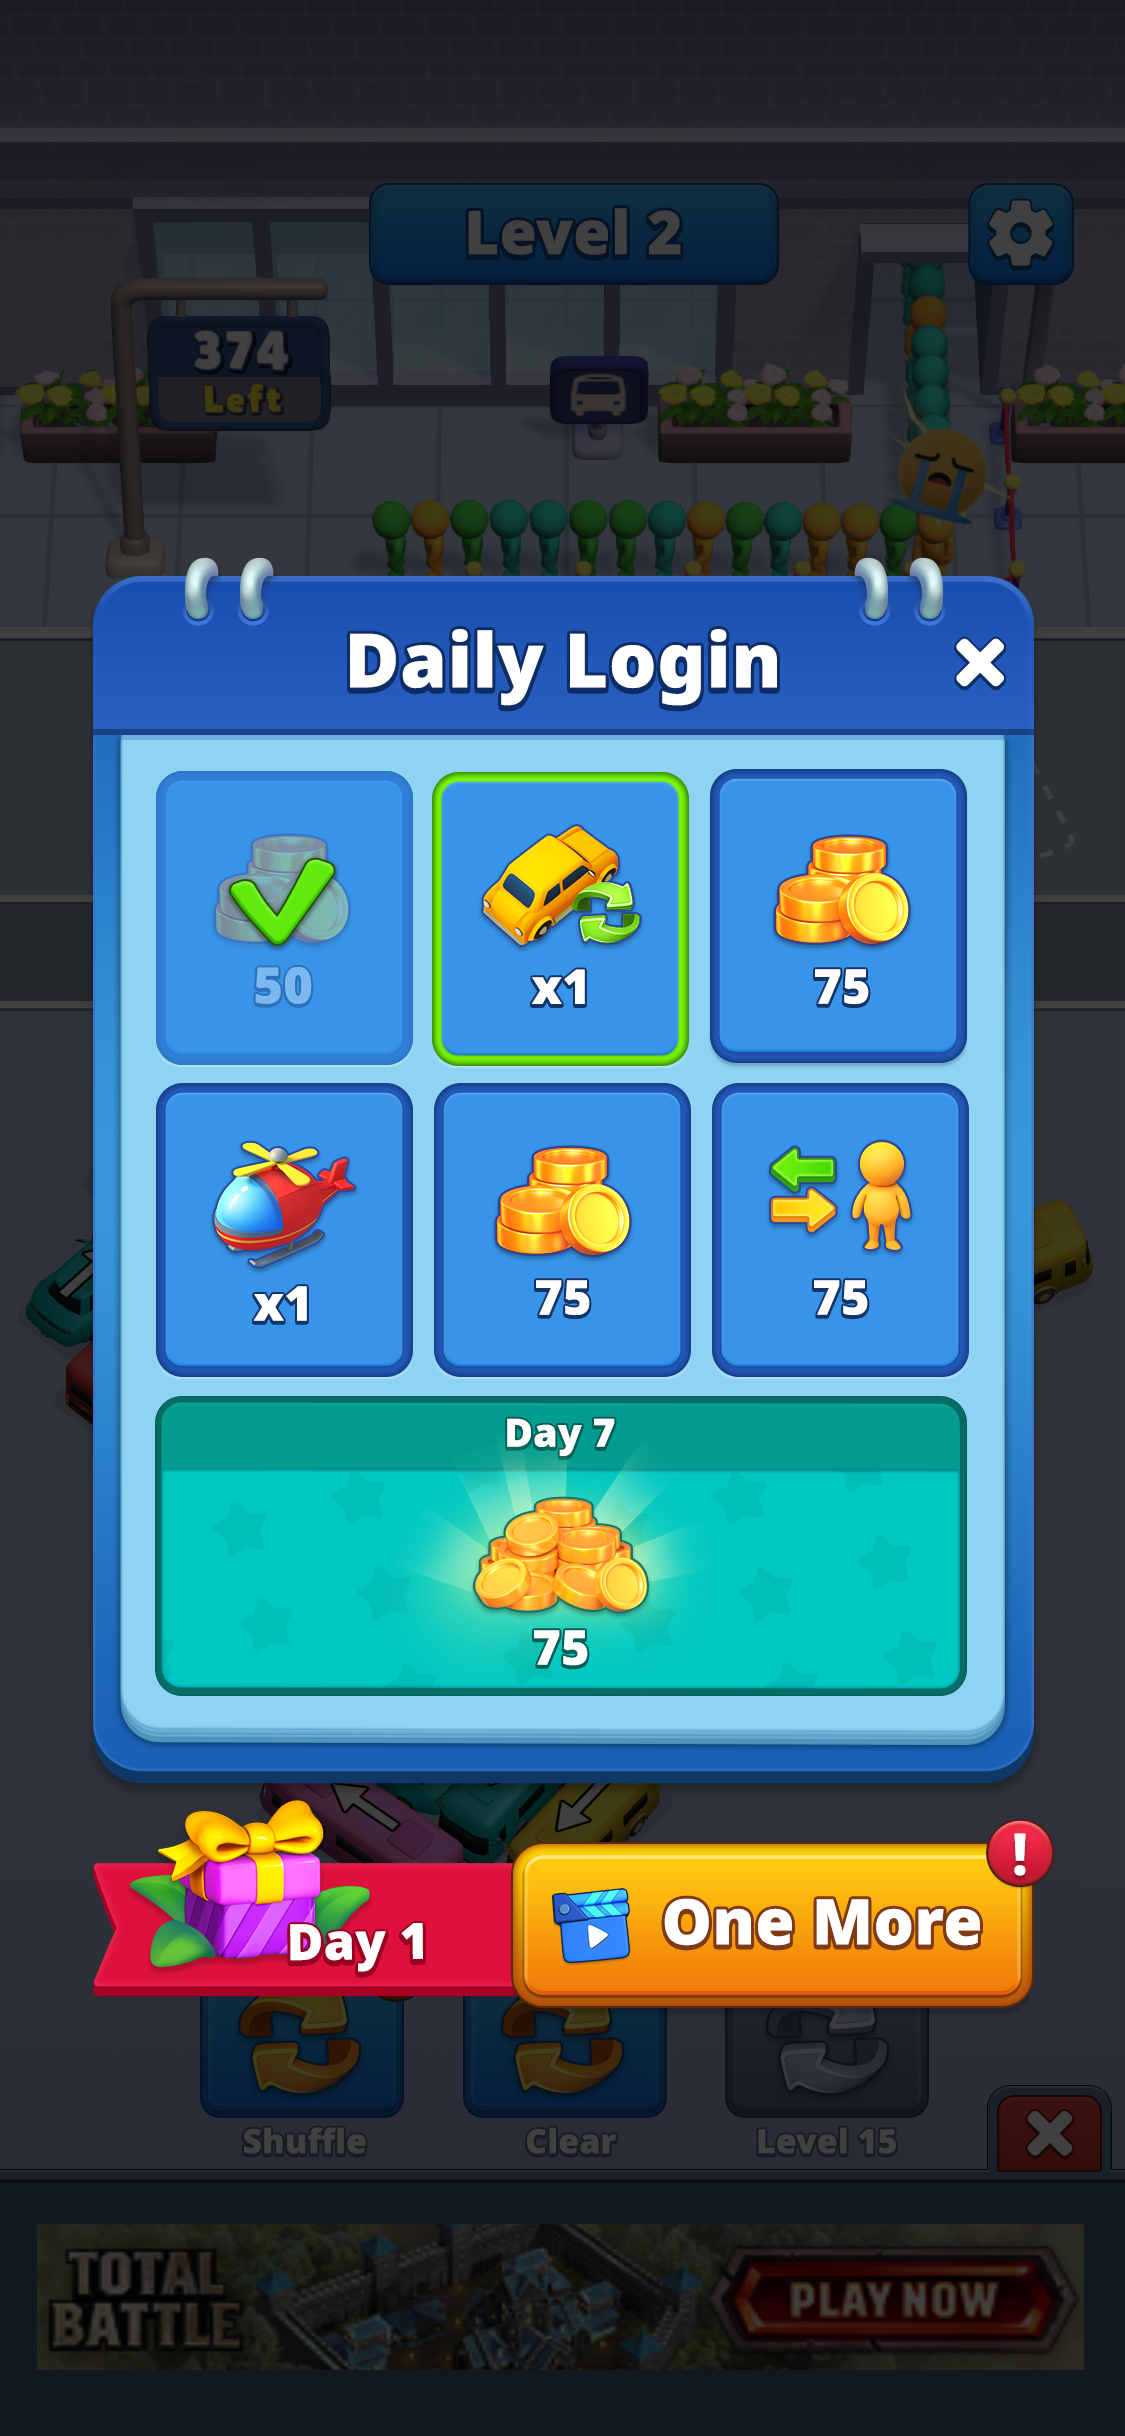 Level 2
374
Left
Daily Login
50
x1
75
x1
75
75
Day 7
75
Day 1
One More
!
Shuffle
Clear
Level 15
TOTAL
BATTLE
PLAY NOW